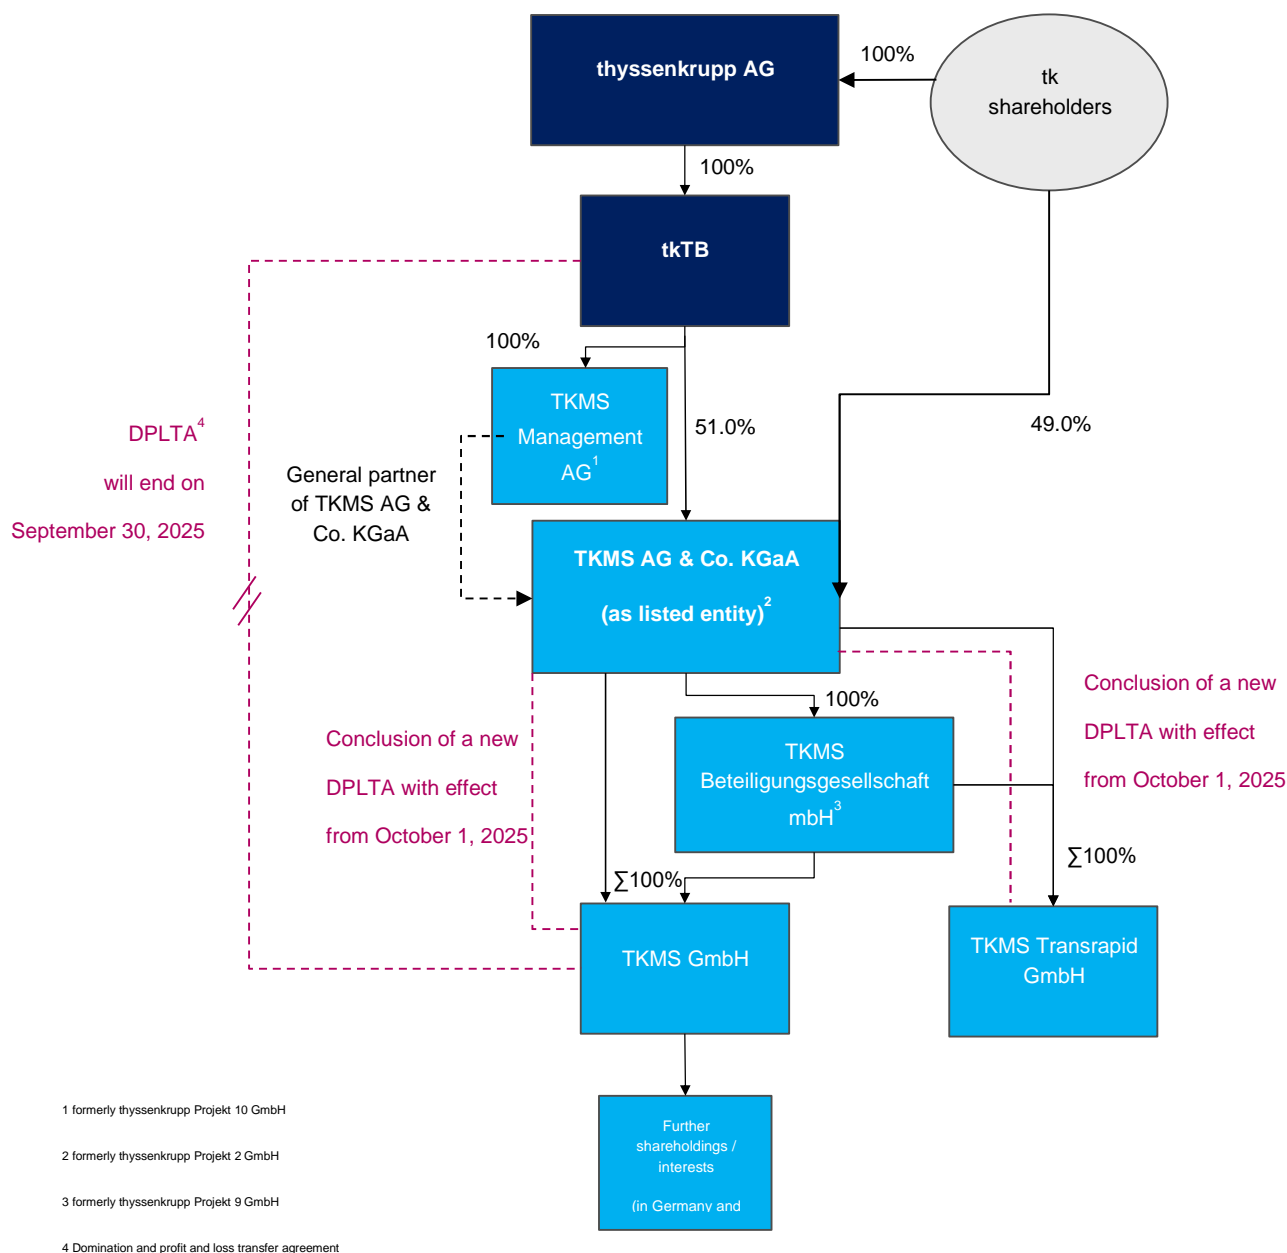 thyssenkrupp AG
100%
tk
shareholders
100%
tkTB
100%
TKMS
Management
AG1
51.0%
49.0%
DPLTA4
will end on
September 30, 2025
General partner
of TKMS AG &
Co. KGaA
TKMS AG & Co. KGaA
(as listed entity)2
Conclusion of a new
DPLTA with effect
from October 1, 2025
100%
TKMS
Beteiligungsgesellschaft
mbH3
Conclusion of a new
DPLTA with effect
from October 1, 2025
∑100%
∑100%
TKMS GmbH
TKMS Transrapid
GmbH
Further
shareholdings /
interests
(in Germany and
1 formerly thyssenkrupp Projekt 10 GmbH
2 formerly thyssenkrupp Projekt 2 GmbH
3 formerly thyssenkrupp Projekt 9 GmbH
4 Domination and profit and loss transfer agreement